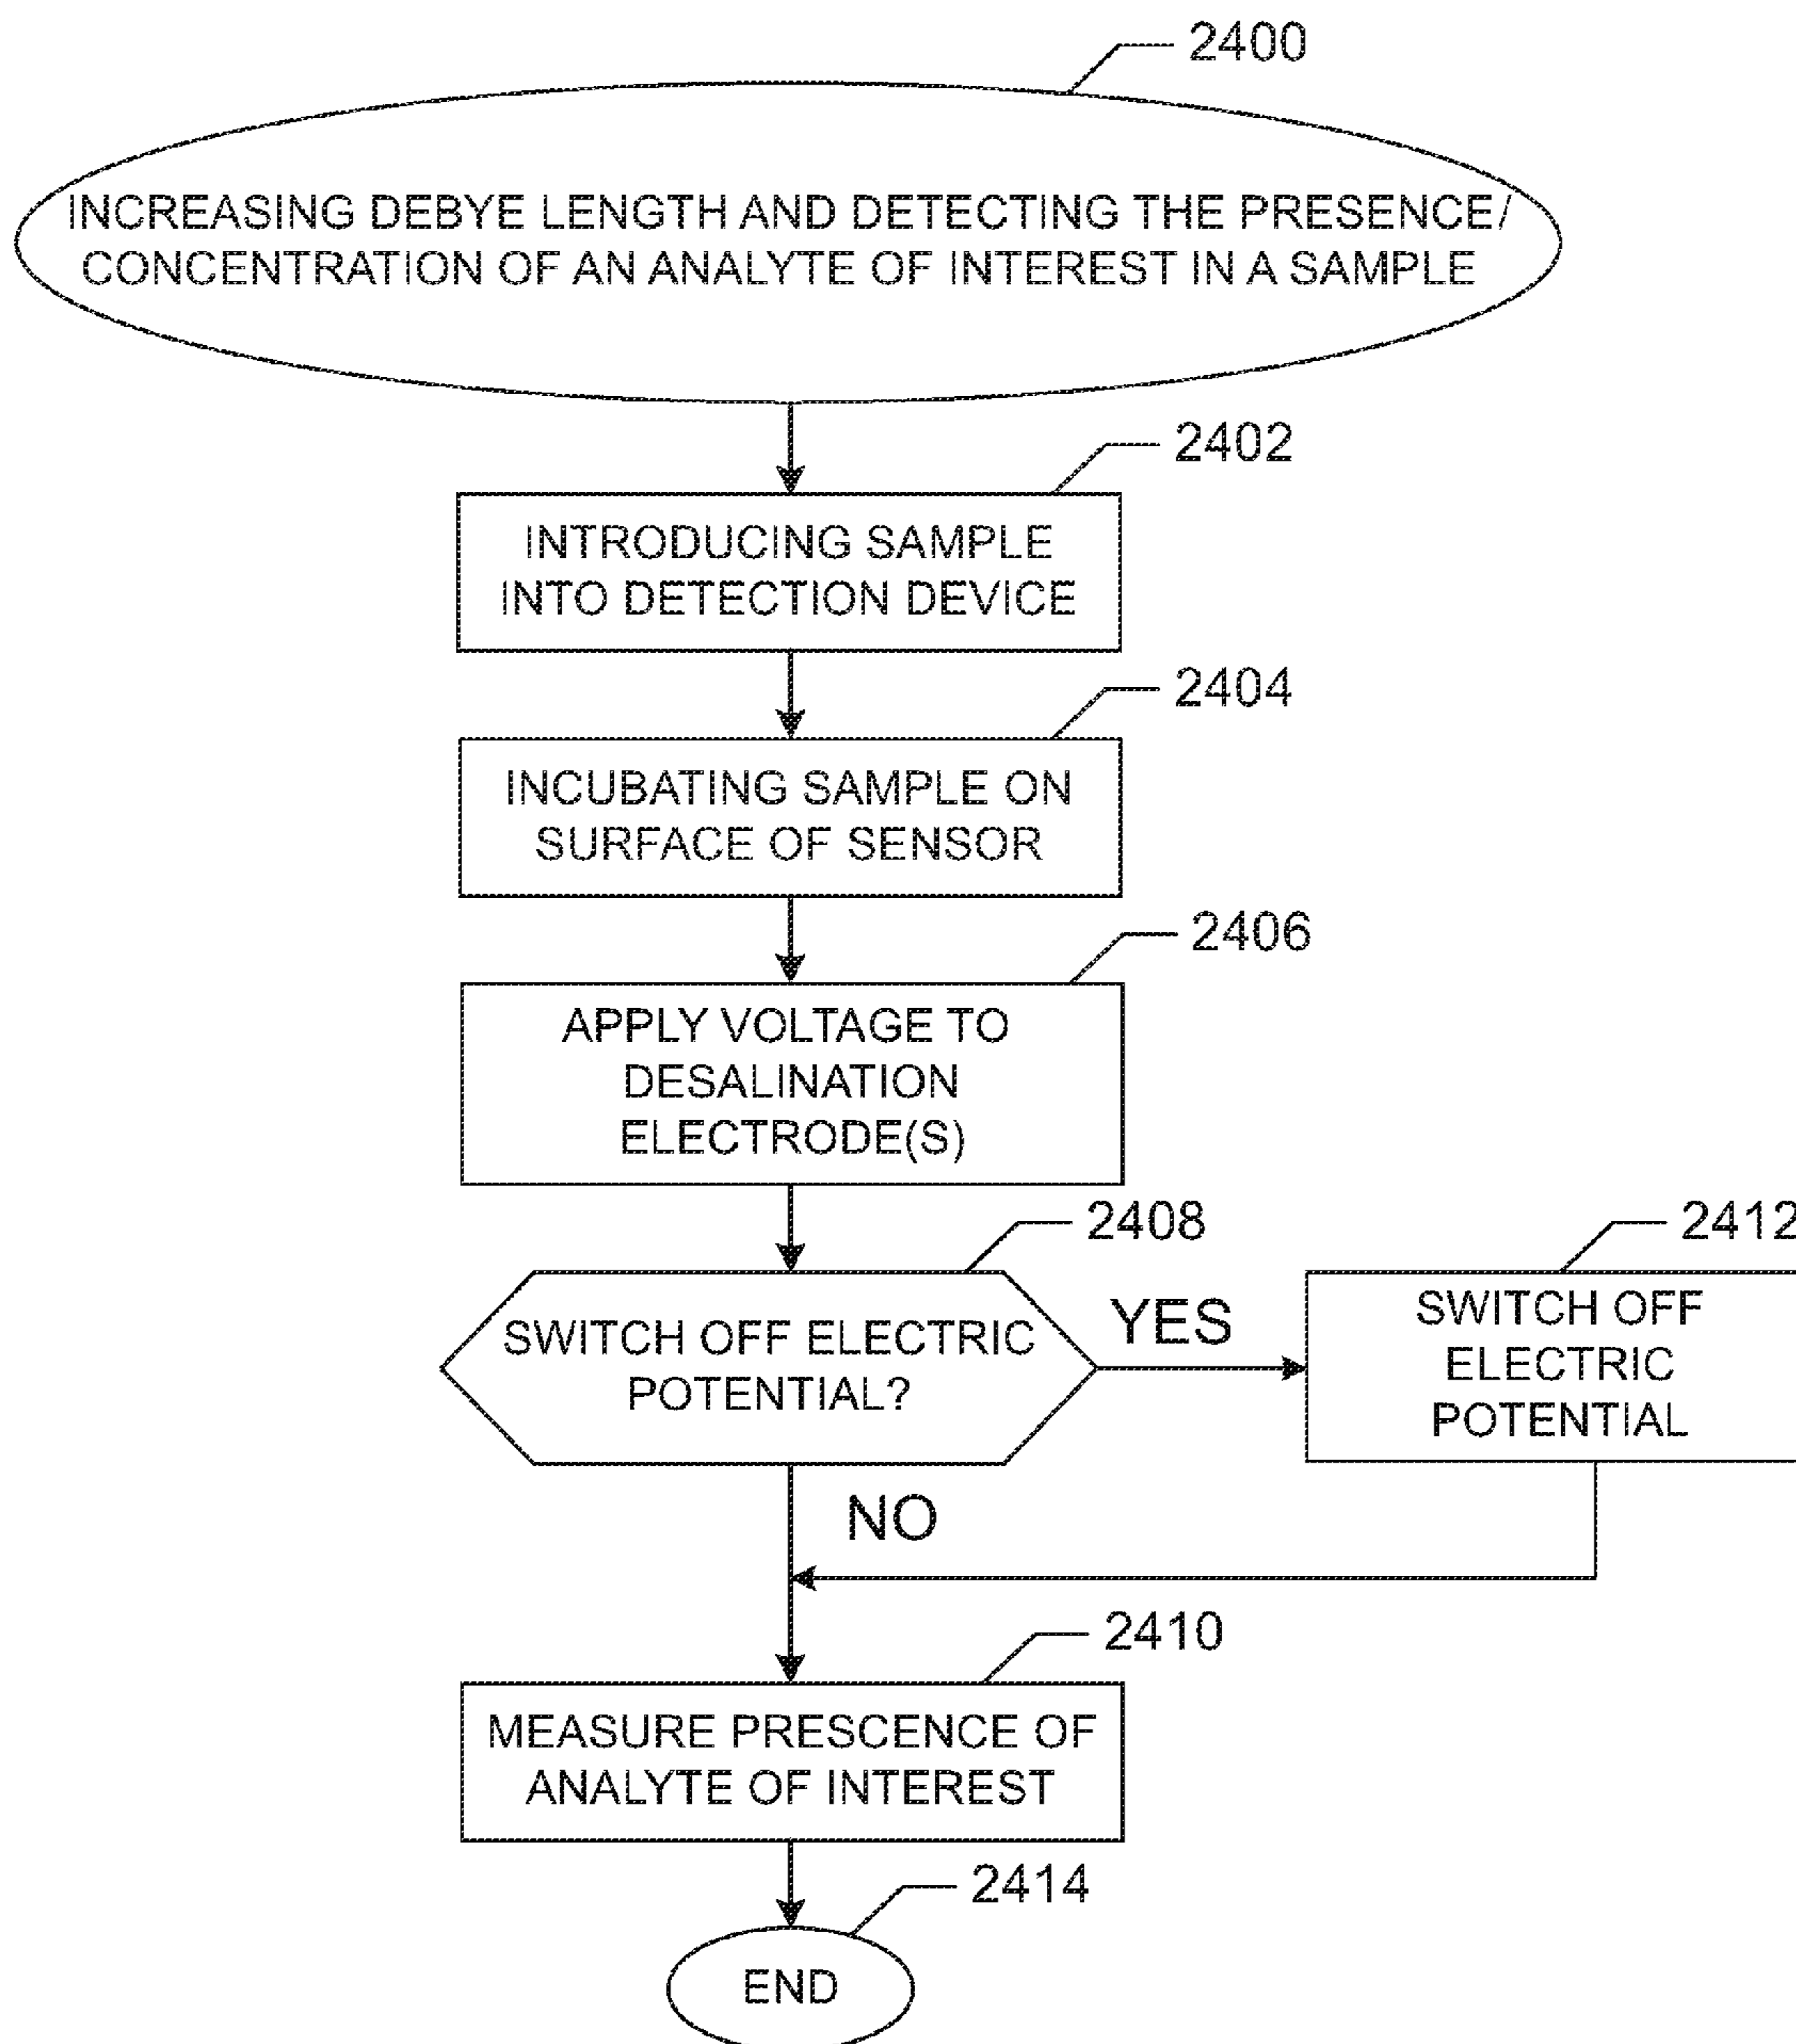 2400
INCREASING DEBYE LENGTH AND DETECTING THE PRESENCE/
CONCENTRATION OF AN ANALYTE OF INTEREST IN A SAMPLE
2402
INTRODUCING SAMPLE
INTO DETECTION DEVICE
2404
INCUBATING SAMPLE ON
SURFACE OF SENSOR
2406
APPLY VOLTAGE TO
DESALINATION
ELECTRODE(S)
2408
SWITCH OFF ELECTRIC
POTENTIAL?
YES
2412
SWITCH OFF
ELECTRIC
POTENTIAL
NO
2410
MEASURE PRESCENCE OF
ANALYTE OF INTEREST
2414
END